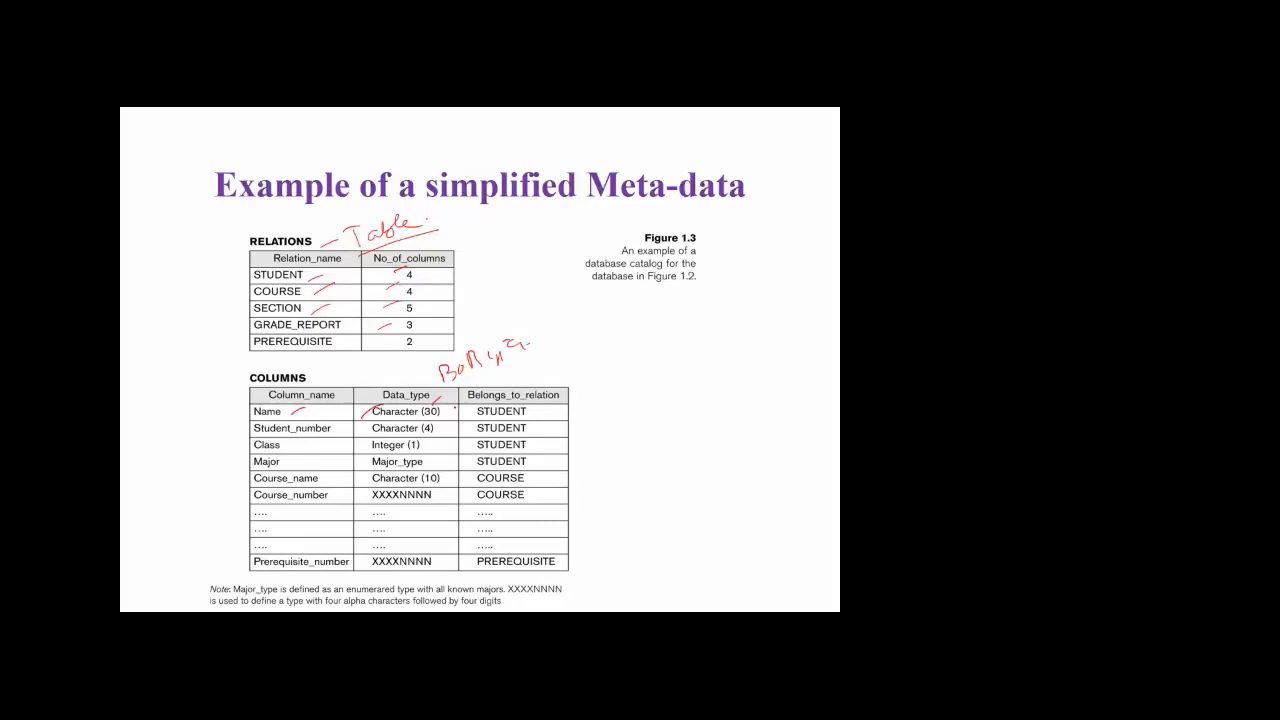 Example of a simplified Meta-data
Table
RELATIONS
Relation_name No_of_columns
STUDENT 4
COURSE 4
SECTION 5
GRADE_REPORT 3
PREREQUISITE 2
Figure 1.3
An example of a
database catalog for the
database in Figure 1.2.
COLUMNS
Column_name Data_type Belongs_to_relation
Name Character (30) STUDENT
Student_number Character (4) STUDENT
Class Integer (1) STUDENT
Major Major_type STUDENT
Course_name Character (10) COURSE
Course_number XXXXNNNN COURSE
.... .... .....
.... .... .....
.... .... .....
Prerequisite_number XXXXNNNN PREREQUISITE
Note: Major_type is defined as an enumerared type with all known majors. XXXXNNNN
is used to define a type with four alpha characters followed by four digits